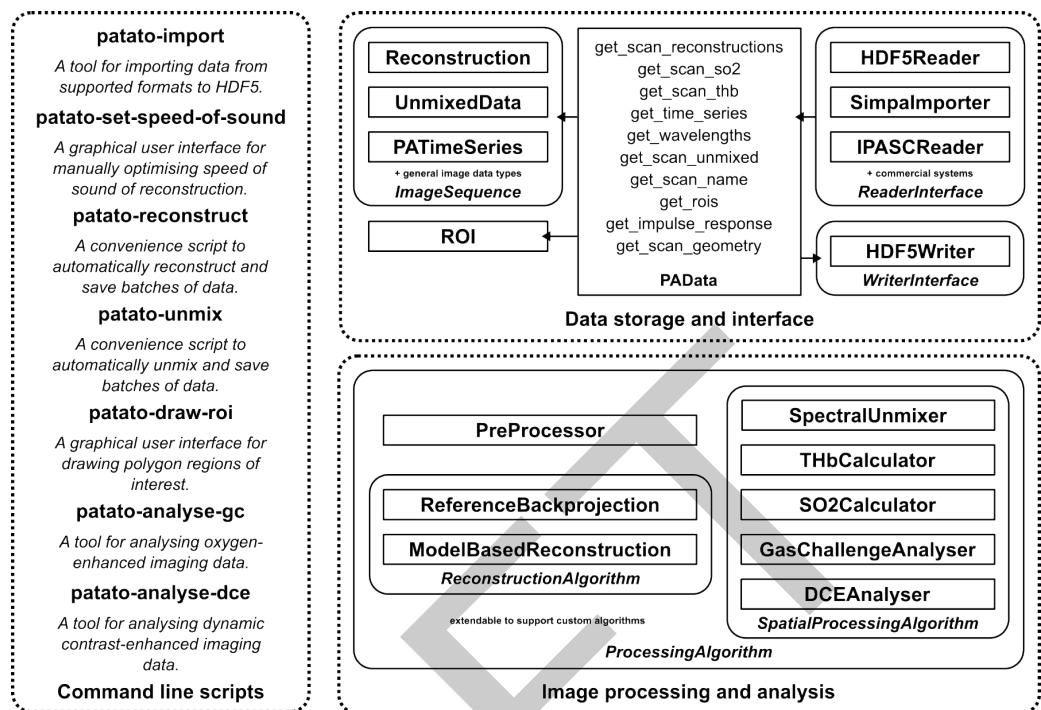 patato-import
A tool for importing data from
supported formats to HDF5.
patato-set-speed-of-sound
A graphical user interface for
manually optimising speed of
sound of reconstruction.
patato-reconstruct
A convenience script to
automatically reconstruct and
save batches of data.
patato-unmix
A convenience script to
automatically unmix and save
batches of data.
patato-draw-roi
A graphical user interface for
drawing polygon regions of
interest.
patato-analyse-gc
A tool for analysing oxygen-
enhanced imaging data.
patato-analyse-dce
A tool for analysing dynamic
contrast-enhanced imaging
data.
Command line scripts
Reconstruction
UnmixedData
PATimeSeries
+ general image data types
ImageSequence
ROI
get_scan_reconstructions
get_scan_so2
get_scan_thb
get_time_series
get_wavelengths
get_scan_unmixed
get_scan_name
get_rois
get_impulse_response
get_scan_geometry
PAData
HDF5Reader
SimpaImporter
IPASCReader
+ commercial systems
ReaderInterface
HDF5Writer
WriterInterface
Data storage and interface
PreProcessor
ReferenceBackprojection
ModelBasedReconstruction
ReconstructionAlgorithm
extendable to support custom algorithms
SpectralUnmixer
THbCalculator
SO2Calculator
GasChallengeAnalyser
DCEAnalyser
SpatialProcessingAlgorithm
ProcessingAlgorithm
Image processing and analysis